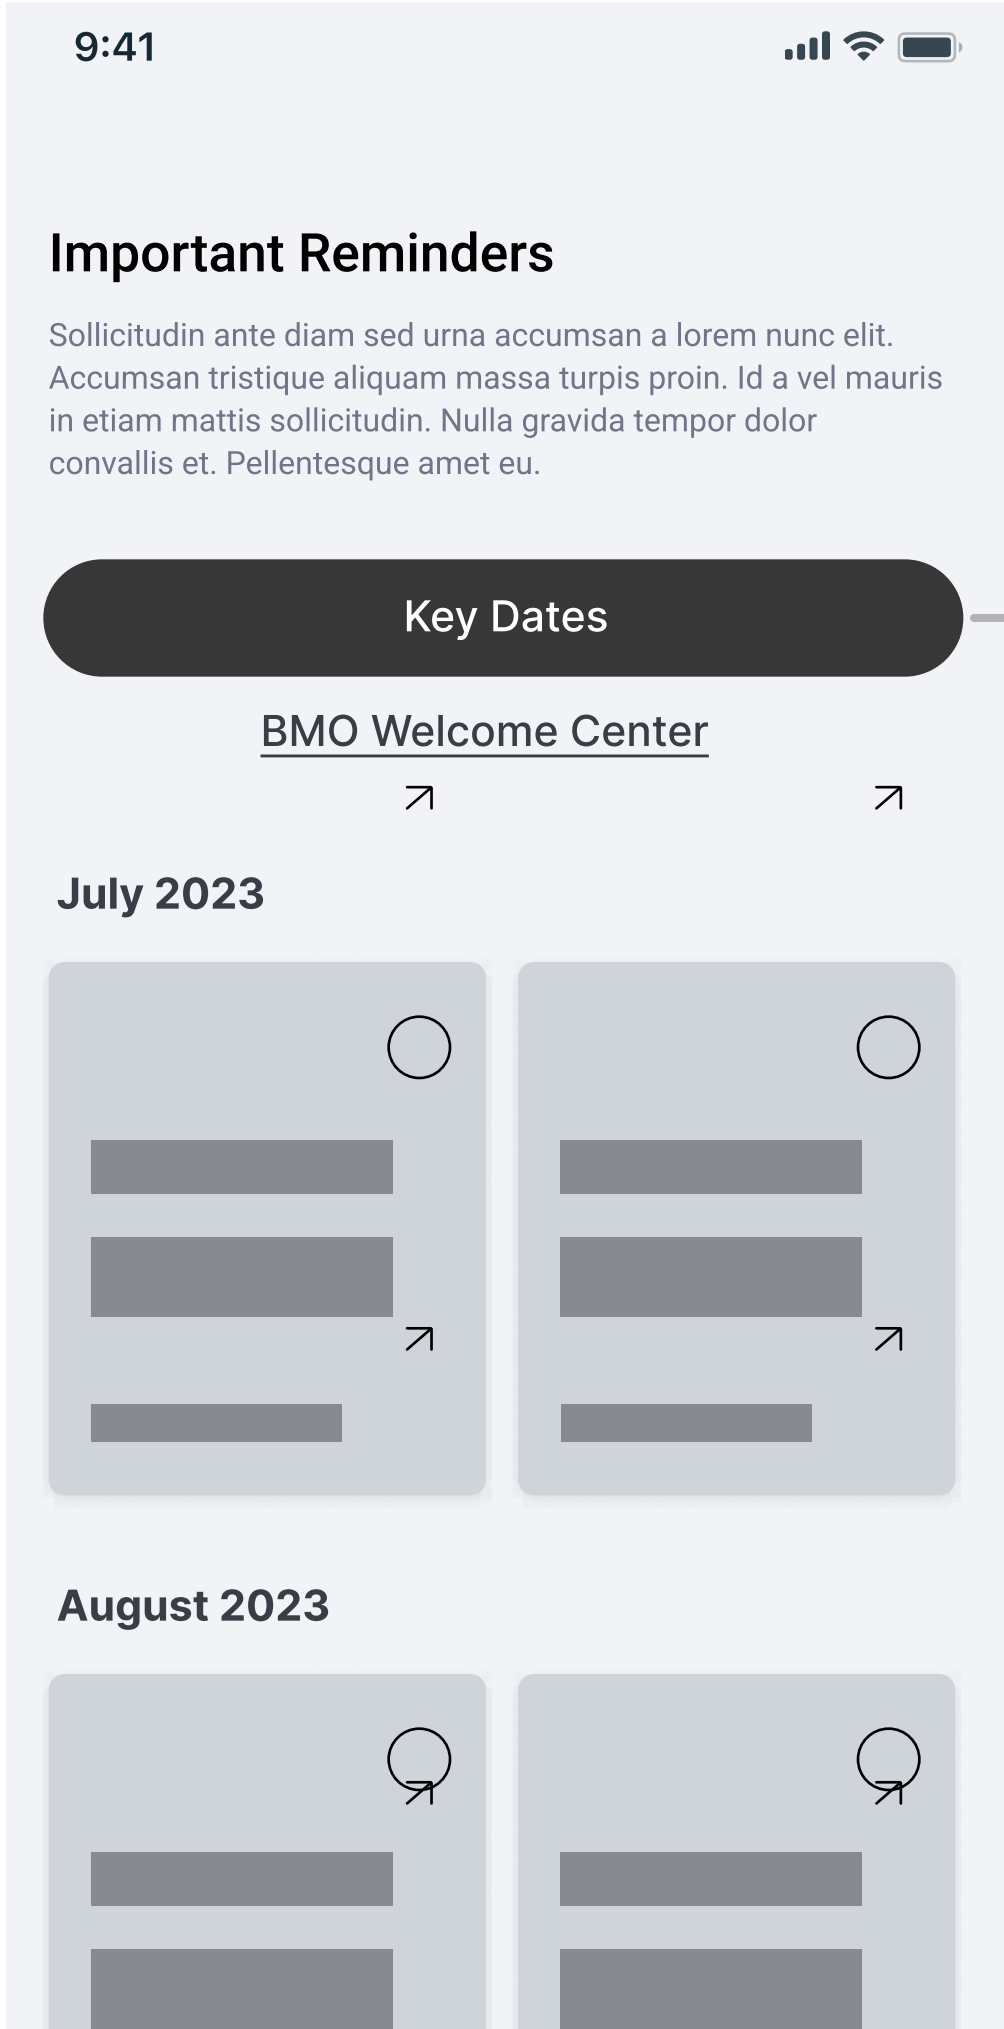 9:41
Important Reminders
Sollicitudin ante diam sed urna accumsan a lorem nunc elit.
Accumsan tristique aliquam massa turpis proin. Id a vel mauris
in etiam mattis sollicitudin. Nulla gravida tempor dolor
convallis et. Pellentesque amet eu.
Key Dates
BMO Welcome Center
July 2023
August 2023